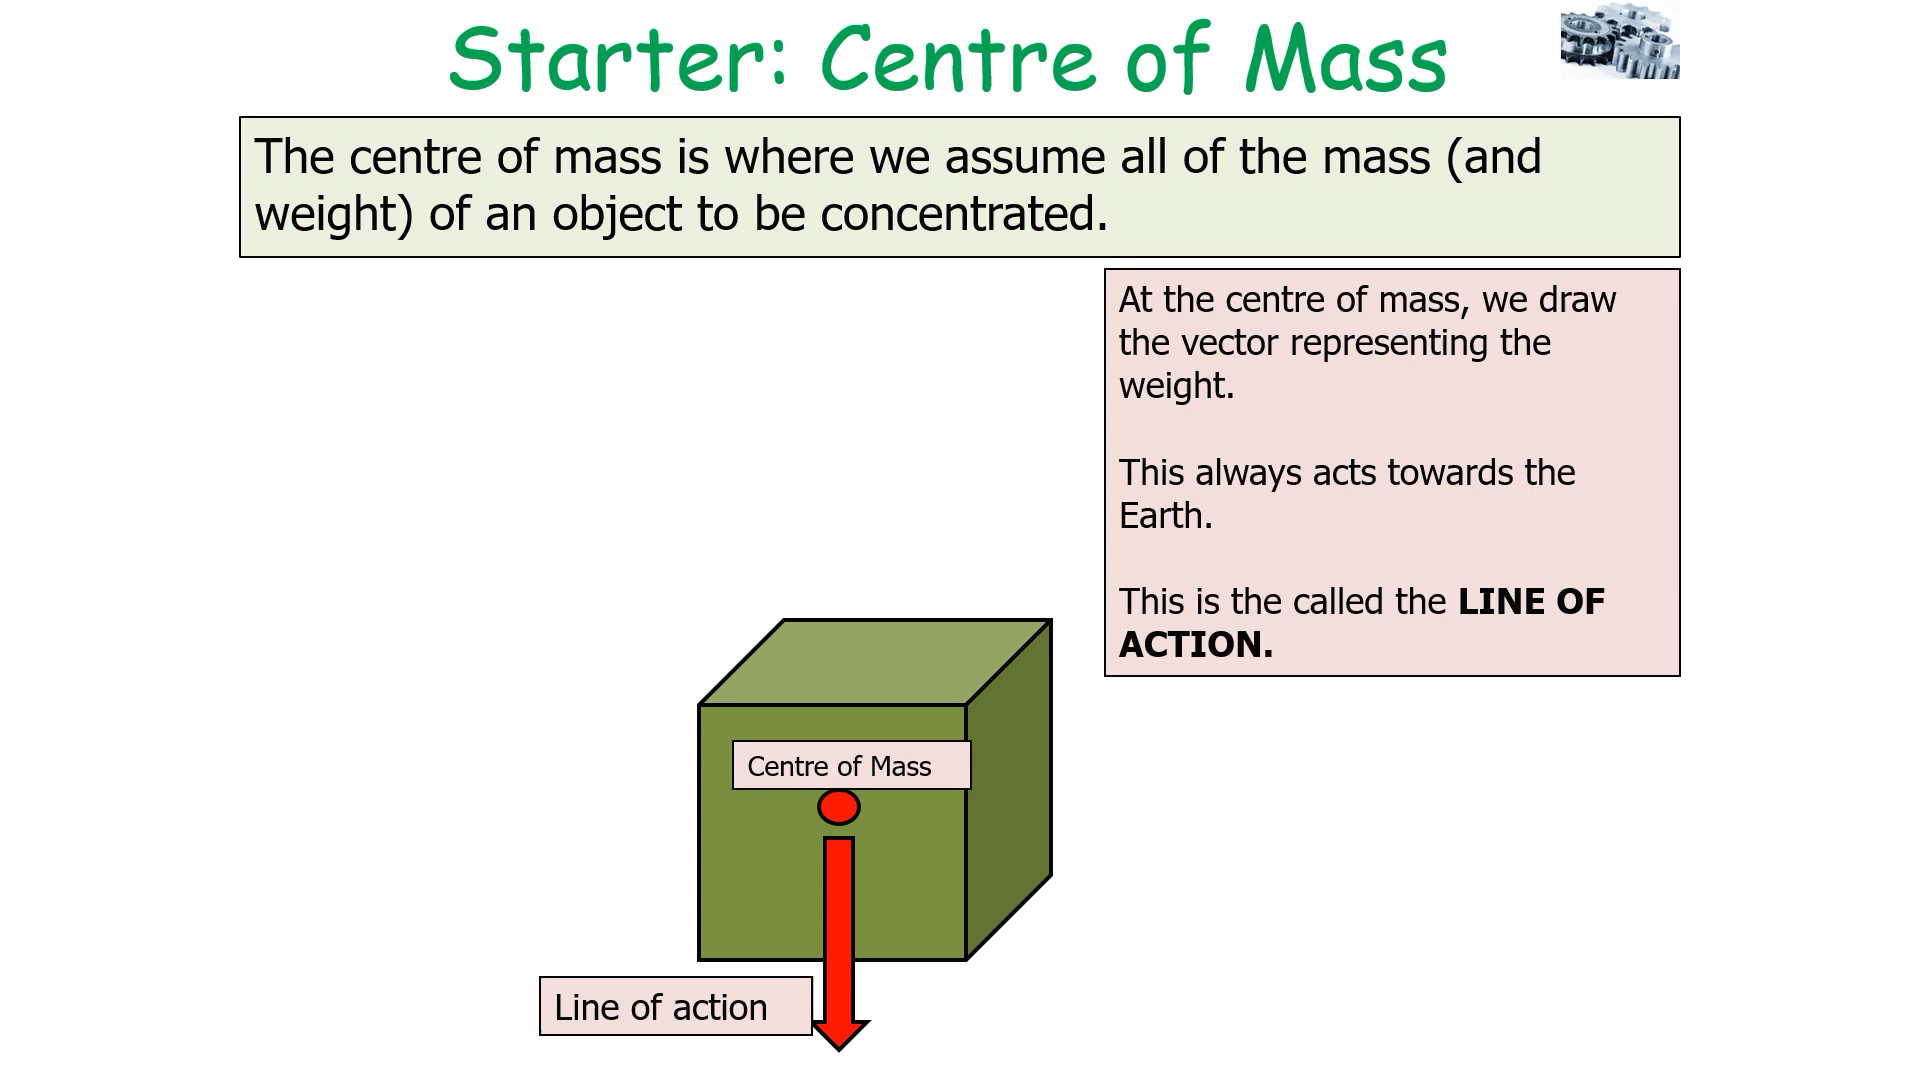 Starter: Centre of Mass
The centre of mass is where we assume all of the mass (and
weight) of an object to be concentrated.
At the centre of mass, we draw
the vector representing the
weight.
This always acts towards the
Earth.
This is the called the LINE OF
ACTION.
Centre of Mass
Line of action